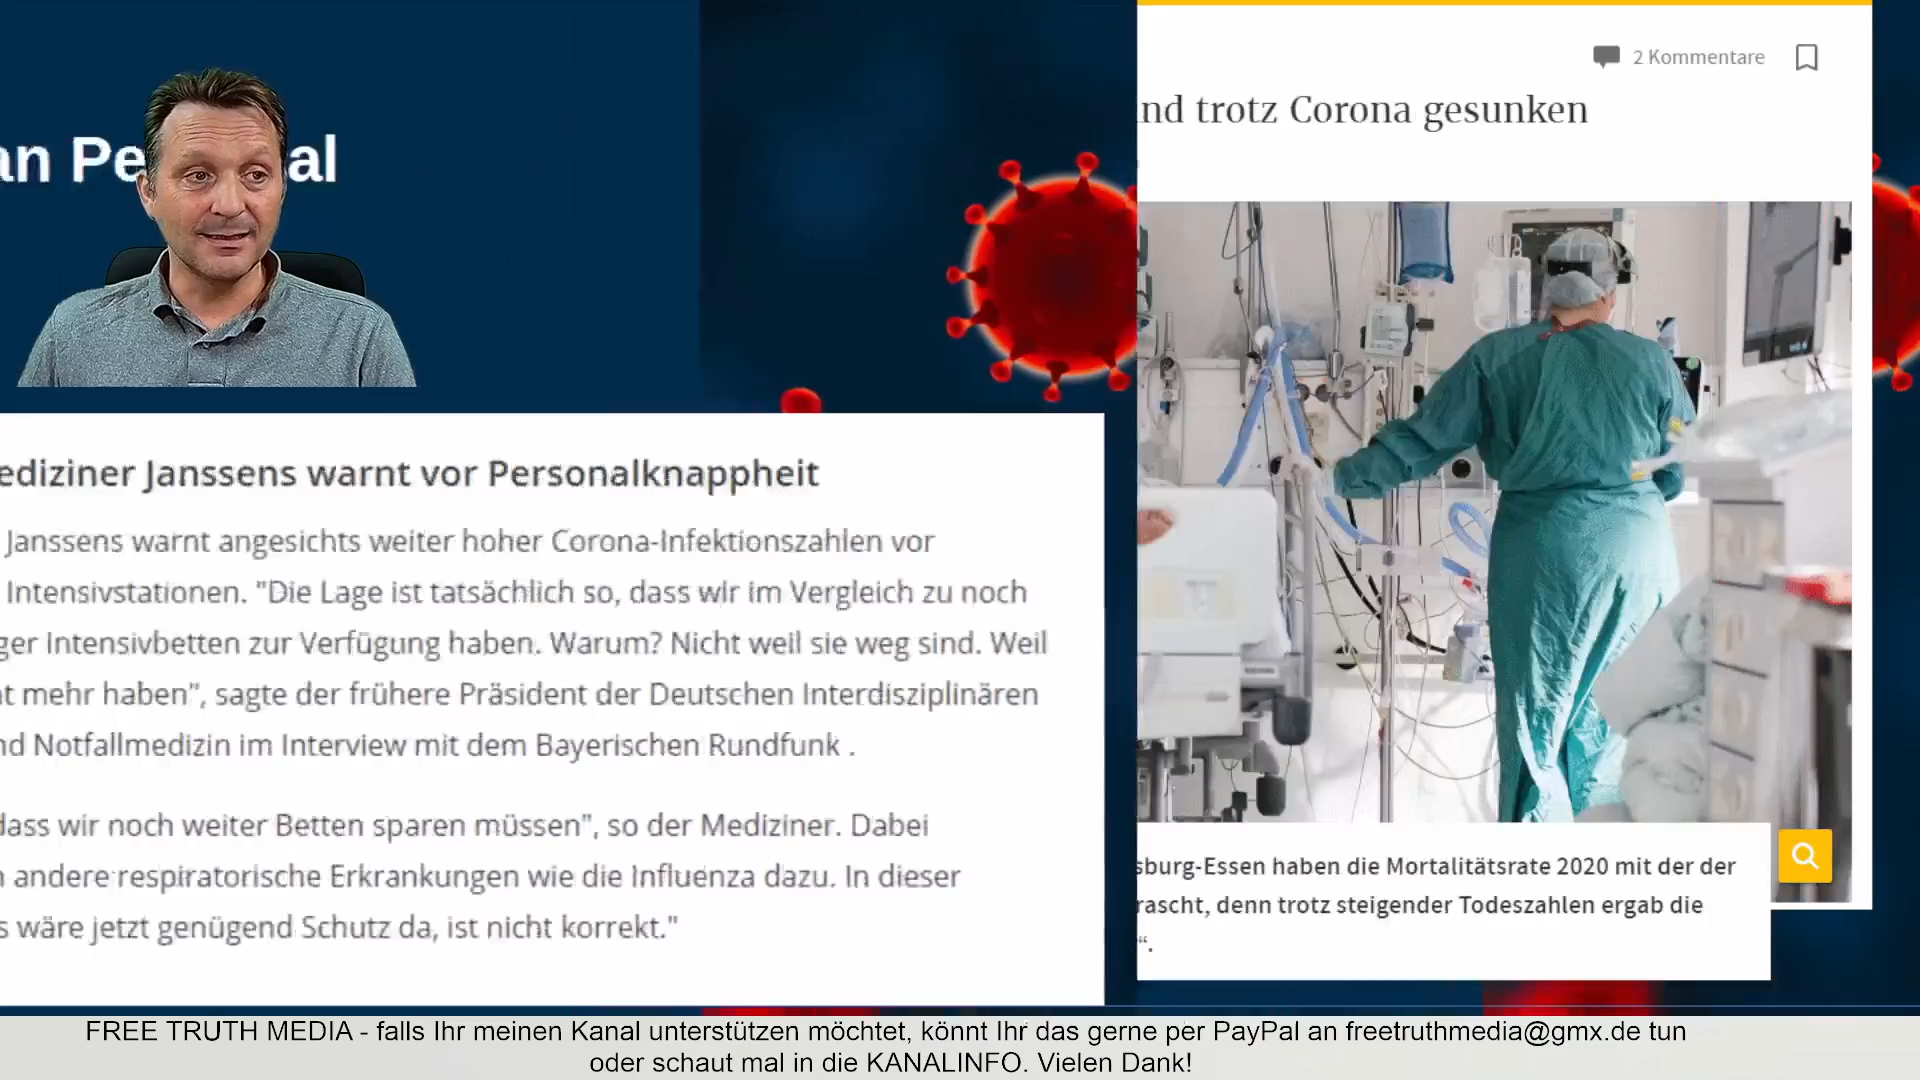 an Pe al
2 Kommentare
nd trotz Corona gesunken
ediziner Janssens warnt vor Personalknappheit
Janssens warnt angesichts weiter hoher Corona-Infektionszahlen vor
Intensivstationen. "Die Lage ist tatsächlich so, dass wir im Vergleich zu noch
ger Intensivbetten zur Verfügung haben. Warum? Nicht weil sie weg sind. Weil
t mehr haben", sagte der frühere Präsident der Deutschen Interdisziplinären
nd Notfallmedizin im Interview mit dem Bayerischen Rundfunk .
dass wir noch weiter Betten sparen müssen", so der Mediziner. Dabei
n andere respiratorische Erkrankungen wie die Influenza dazu. In dieser
s wäre jetzt genügend Schutz da, ist nicht korrekt."
sburg-Essen haben die Mortalitätsrate 2020 mit der der
rascht, denn trotz steigender Todeszahlen ergab die
“.
FREE TRUTH MEDIA - falls Ihr meinen Kanal unterstützen möchtet, könnt Ihr das gerne per PayPal an freetruthmedia@gmx.de tun
oder schaut mal in die KANALINFO. Vielen Dank!